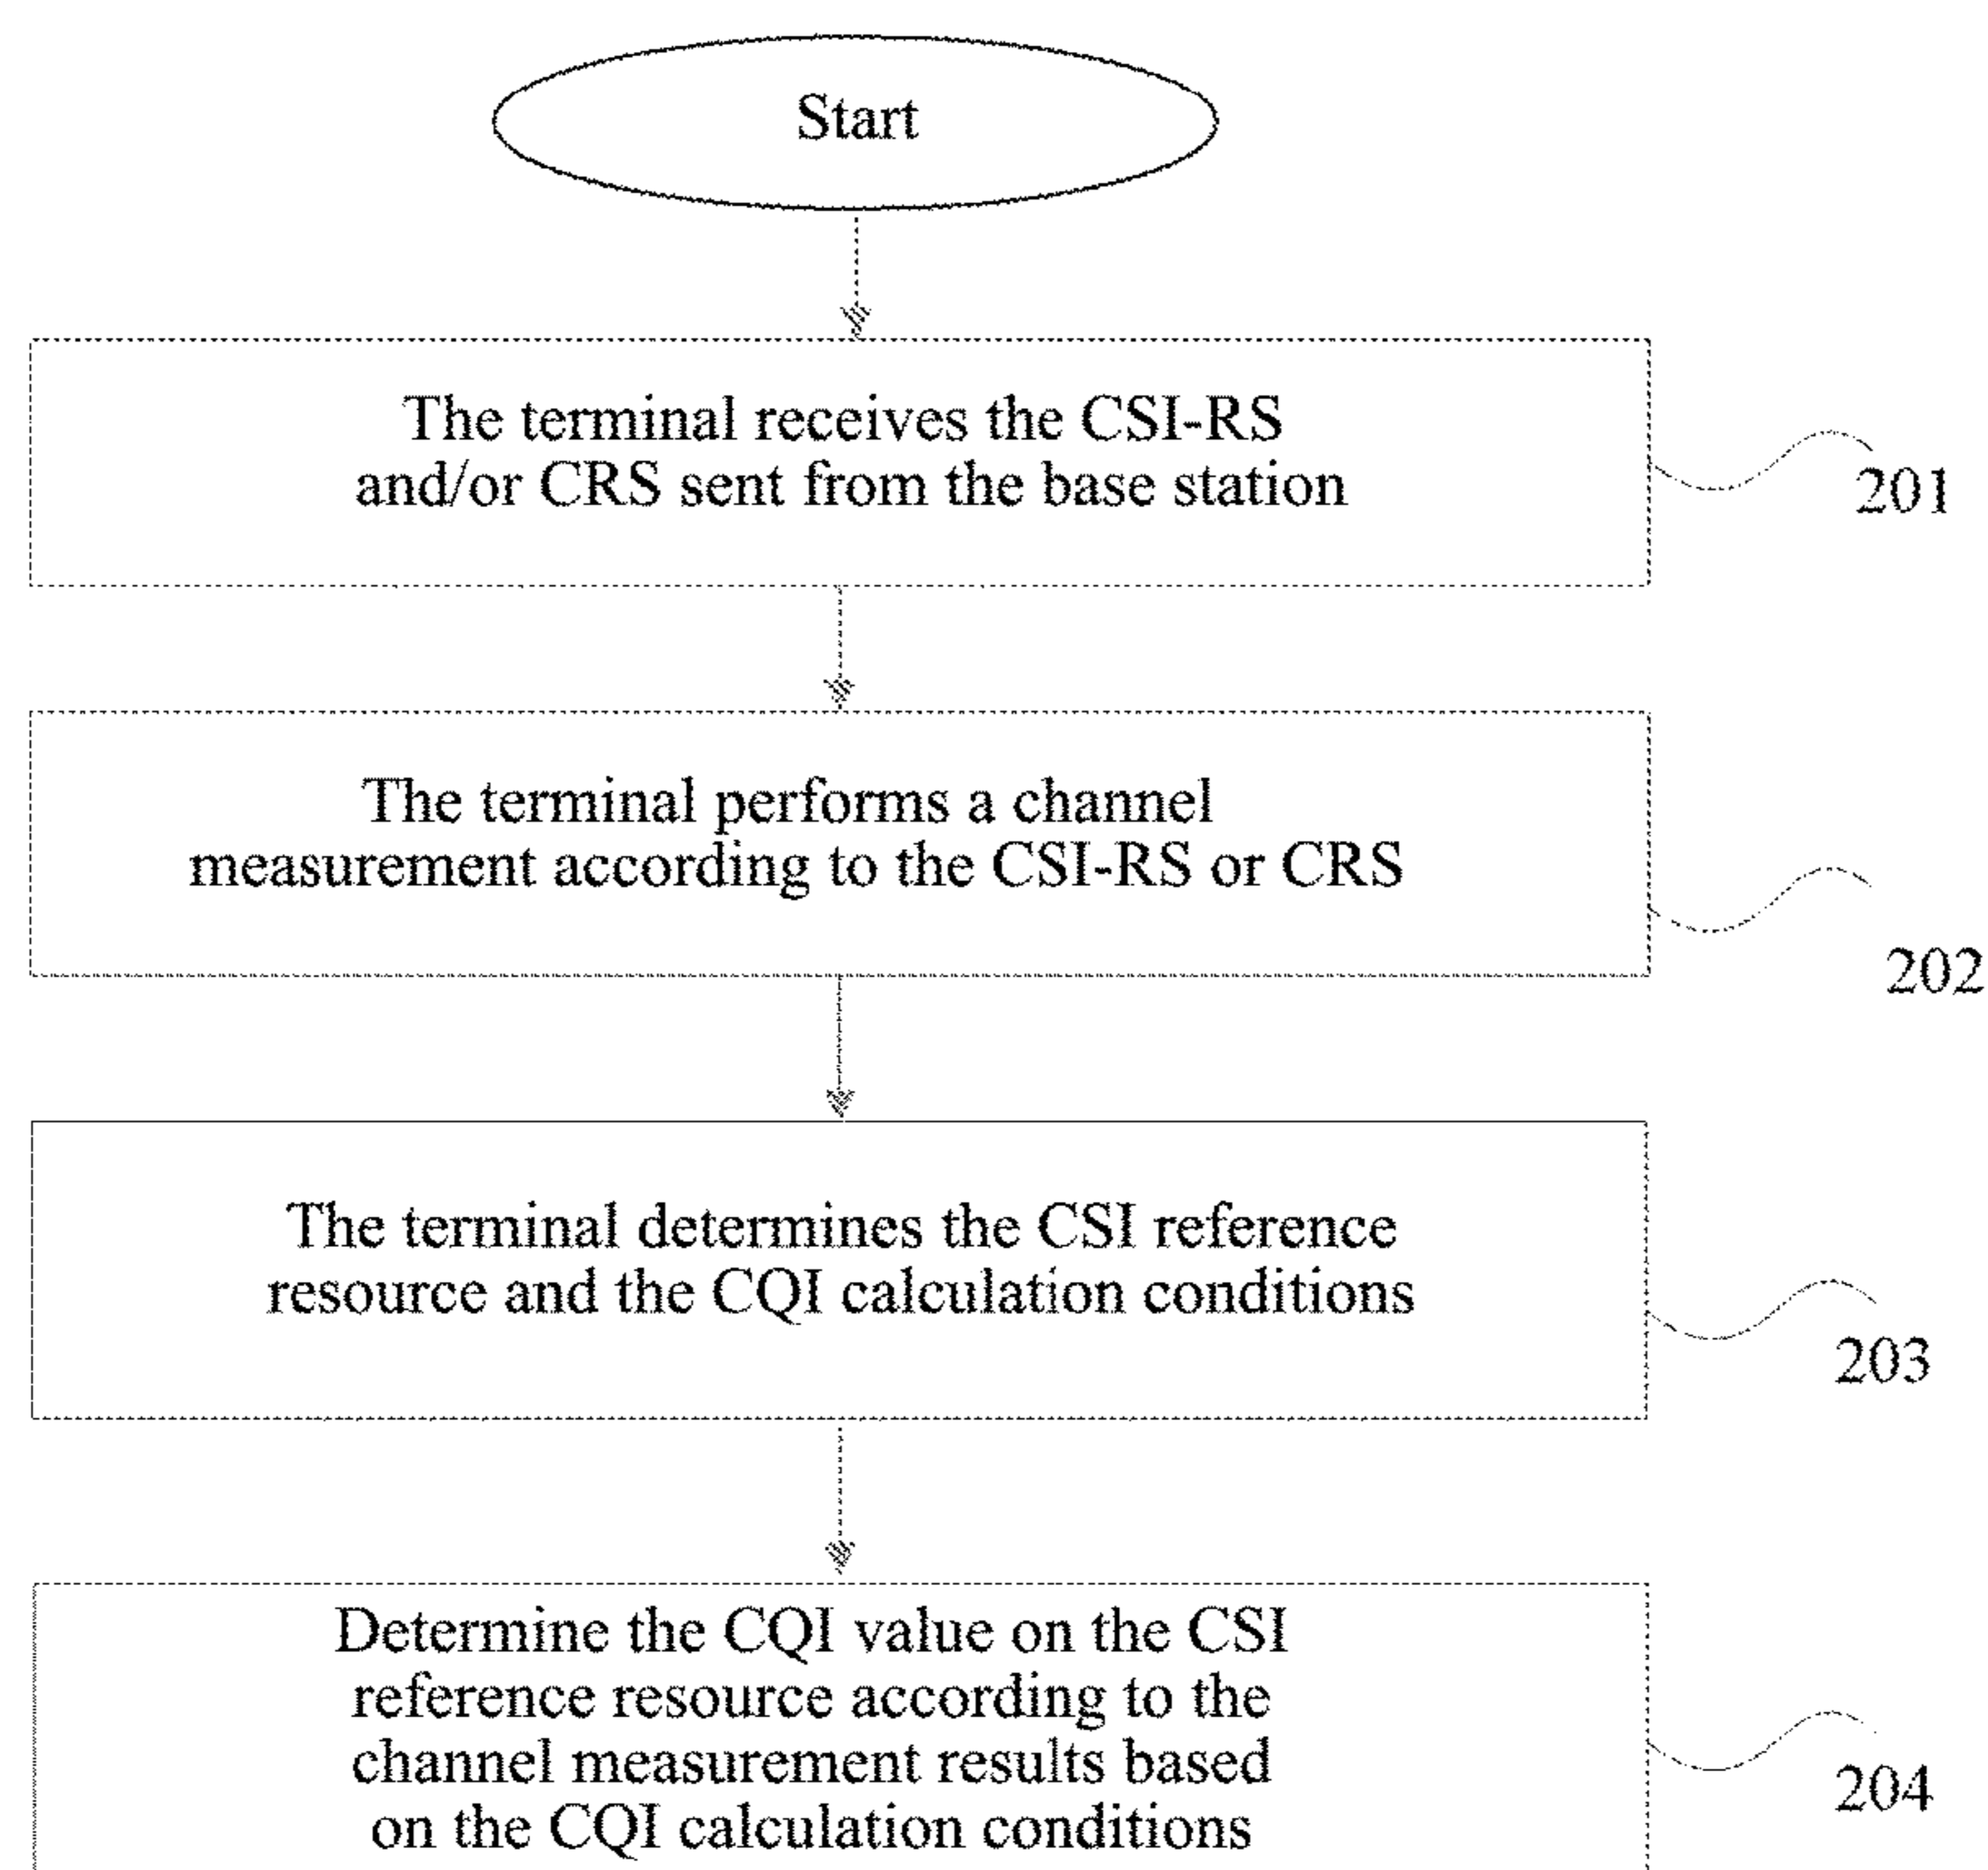 Start
The terminal receives the CSI-RS
and/or CRS sent from the base station
201
The terminal performs a channel
measurement according to the CSI-RS or CRS
202
The terminal determines the CSI reference
resource and the CQI calculation conditions
203
Determine the CQI value on the CSI
reference resource according to the
channel measurement results based
on the CQI calculation conditions
204